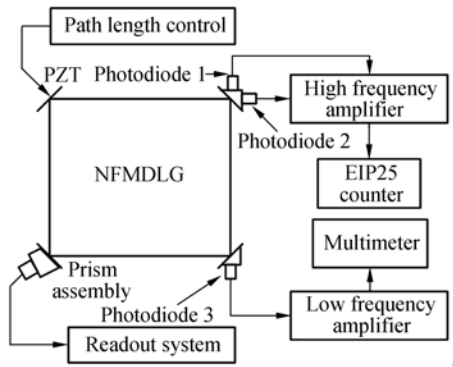 Path length control
PZT
Photodiode 1
High frequency
amplifier
Photodiode 2
NFMDLG
EIP25
counter
Multimeter
Prism
assembly
Photodiode 3
Low frequency
amplifier
Readout system